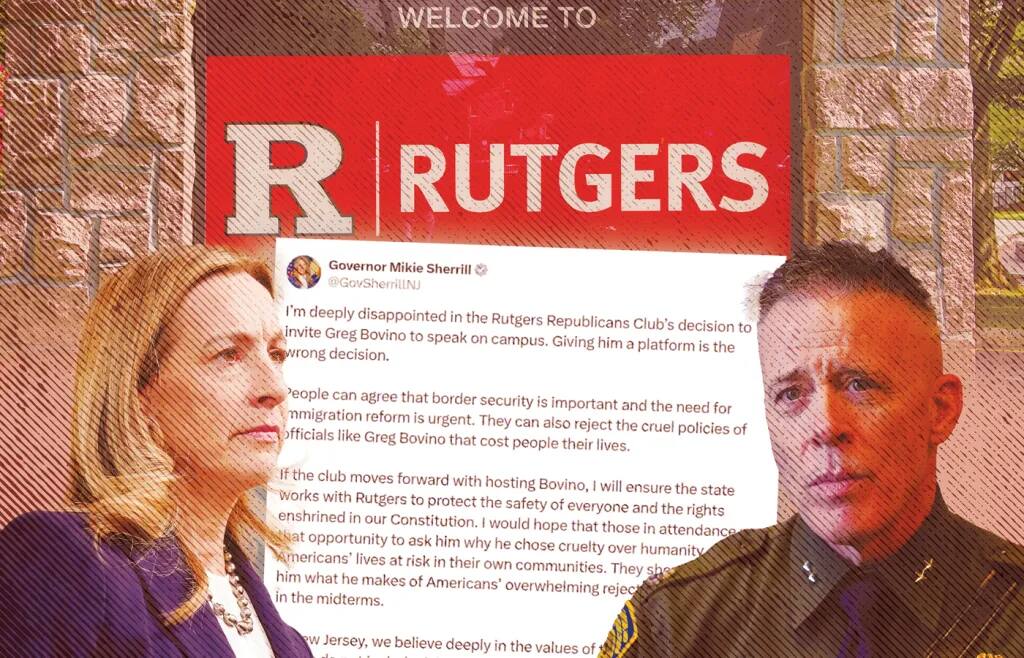 WELCOME TO
R RUTGERS
Governor Mikie Sherrill
@GovSherrillNJ
I'm deeply disappointed in the Rutgers Republicans Club's decision to
invite Greg Bovino to speak on campus. Giving him a platform is the
wrong decision.
People can agree that border security is important and the need for
immigration reform is urgent. They can also reject the cruel policies of
officials like Greg Bovino that cost people their lives.
If the club moves forward with hosting Bovino, I will ensure the state
works with Rutgers to protect the safety of everyone and the rights
enshrined in our Constitution. I would hope that those in attendance
that opportunity to ask him why he chose cruelty over humanity
Americans' lives at risk in their own communities. They
him what he makes of Americans' overwhelming
in the midterms.
Jersey, we believe deeply in the values of